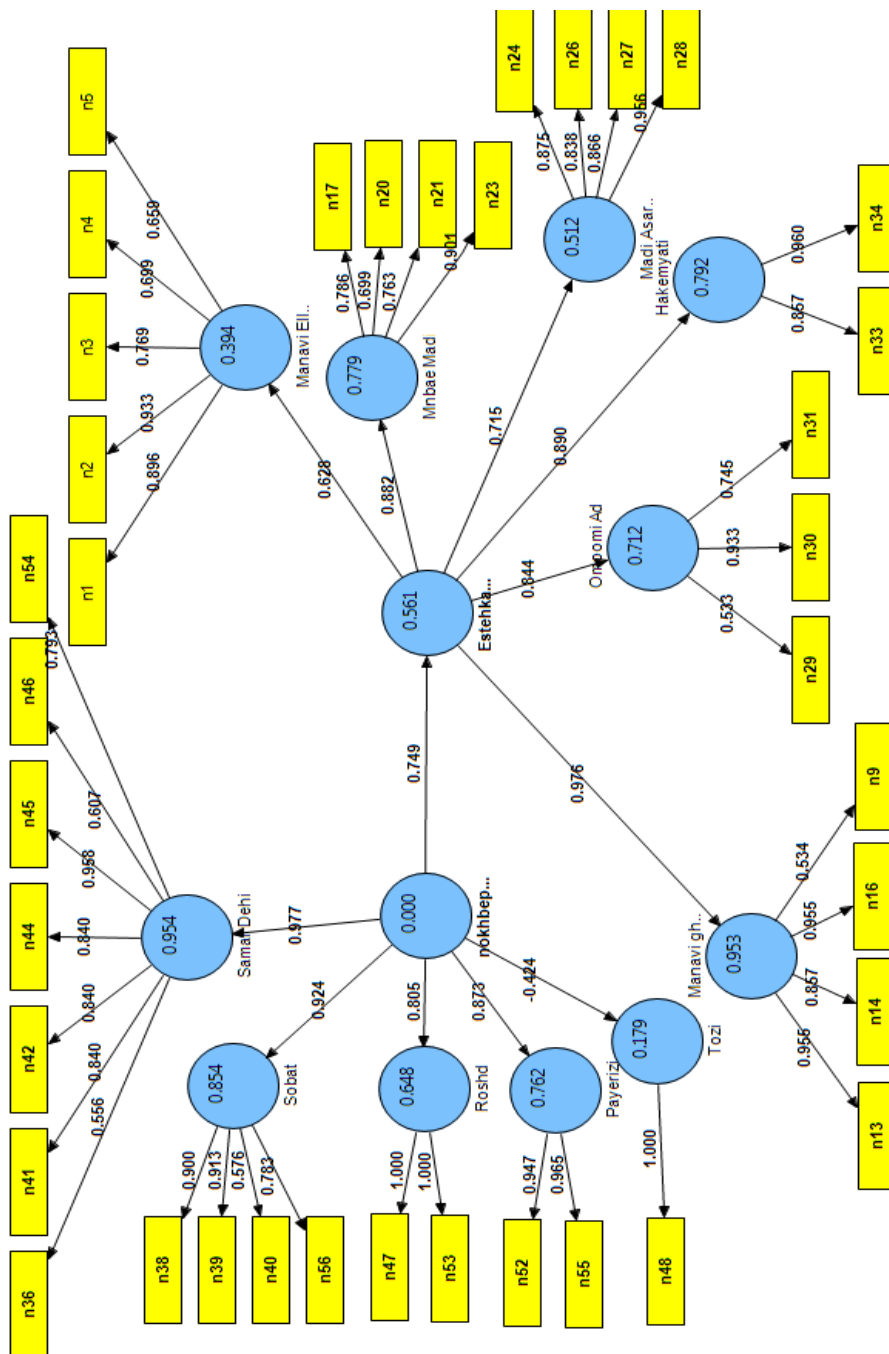 n24
n26
n27
n28
0.875
0.838
0.866
0.956
0.512
Madi Asar..
n5
n4
n3
n2
n1
0.659
0.699
0.769
0.933
0.896
0.394
Manavi Ell..
n17
n20
n21
n23
0.786
0.699
0.763
0.901
0.779
Mnbae Madi
Hakemyati
0.792
0.960
0.857
n34
n33
0.628
0.882
0.715
0.890
0.844
0.976
0.561
Estehka...
Omoomi Ad
0.712
0.745
0.933
0.533
n31
n30
n29
n54
n46
n45
n44
n42
n41
n36
0.793
0.607
0.958
0.840
0.840
0.840
0.556
0.954
Saman Dehi
0.749
0.977
0.000
nokhbep...
0.924
0.805
0.873
-0.424
0.854
Sobat
0.900
0.913
0.576
0.783
n38
n39
n40
n56
0.648
Roshd
1.000
1.000
n47
n53
0.762
Payerizi
0.947
0.965
n52
n55
0.179
Tozi
1.000
n48
Manavi gh..
0.953
0.534
0.955
0.857
0.955
n9
n16
n14
n13